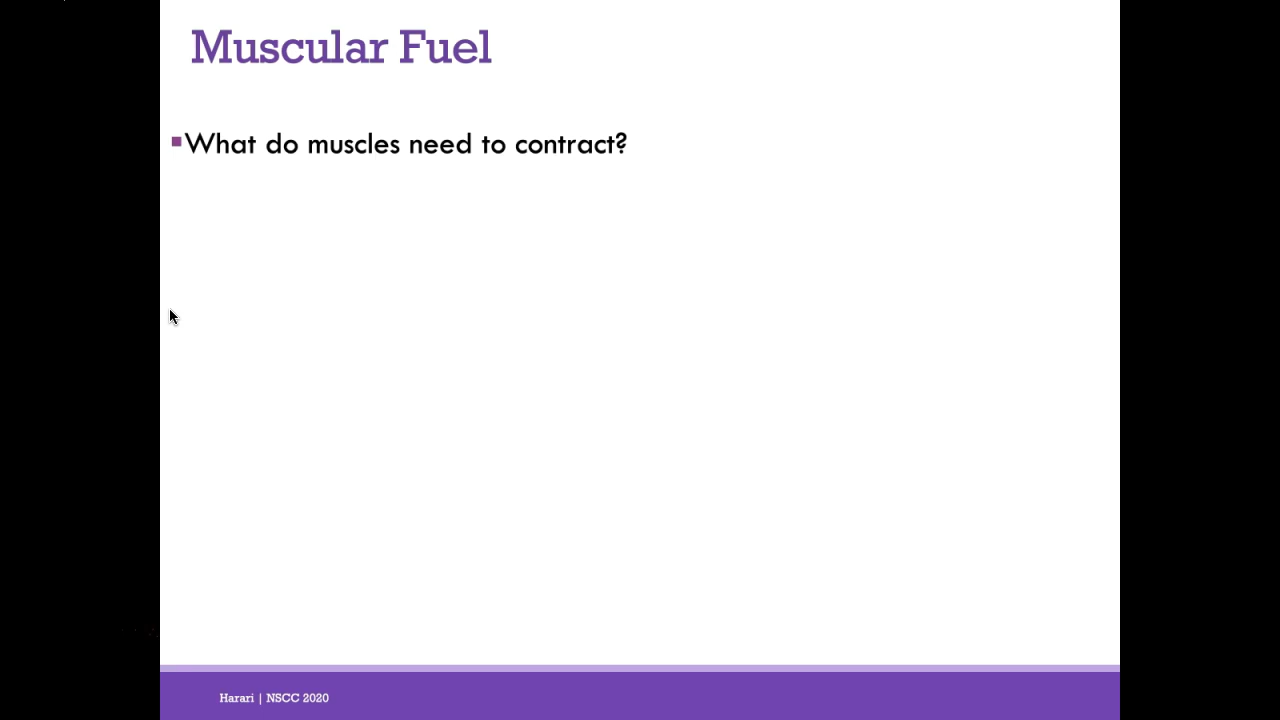 Muscular Fuel
What do muscles need to contract?
Harari | NSCC 2020